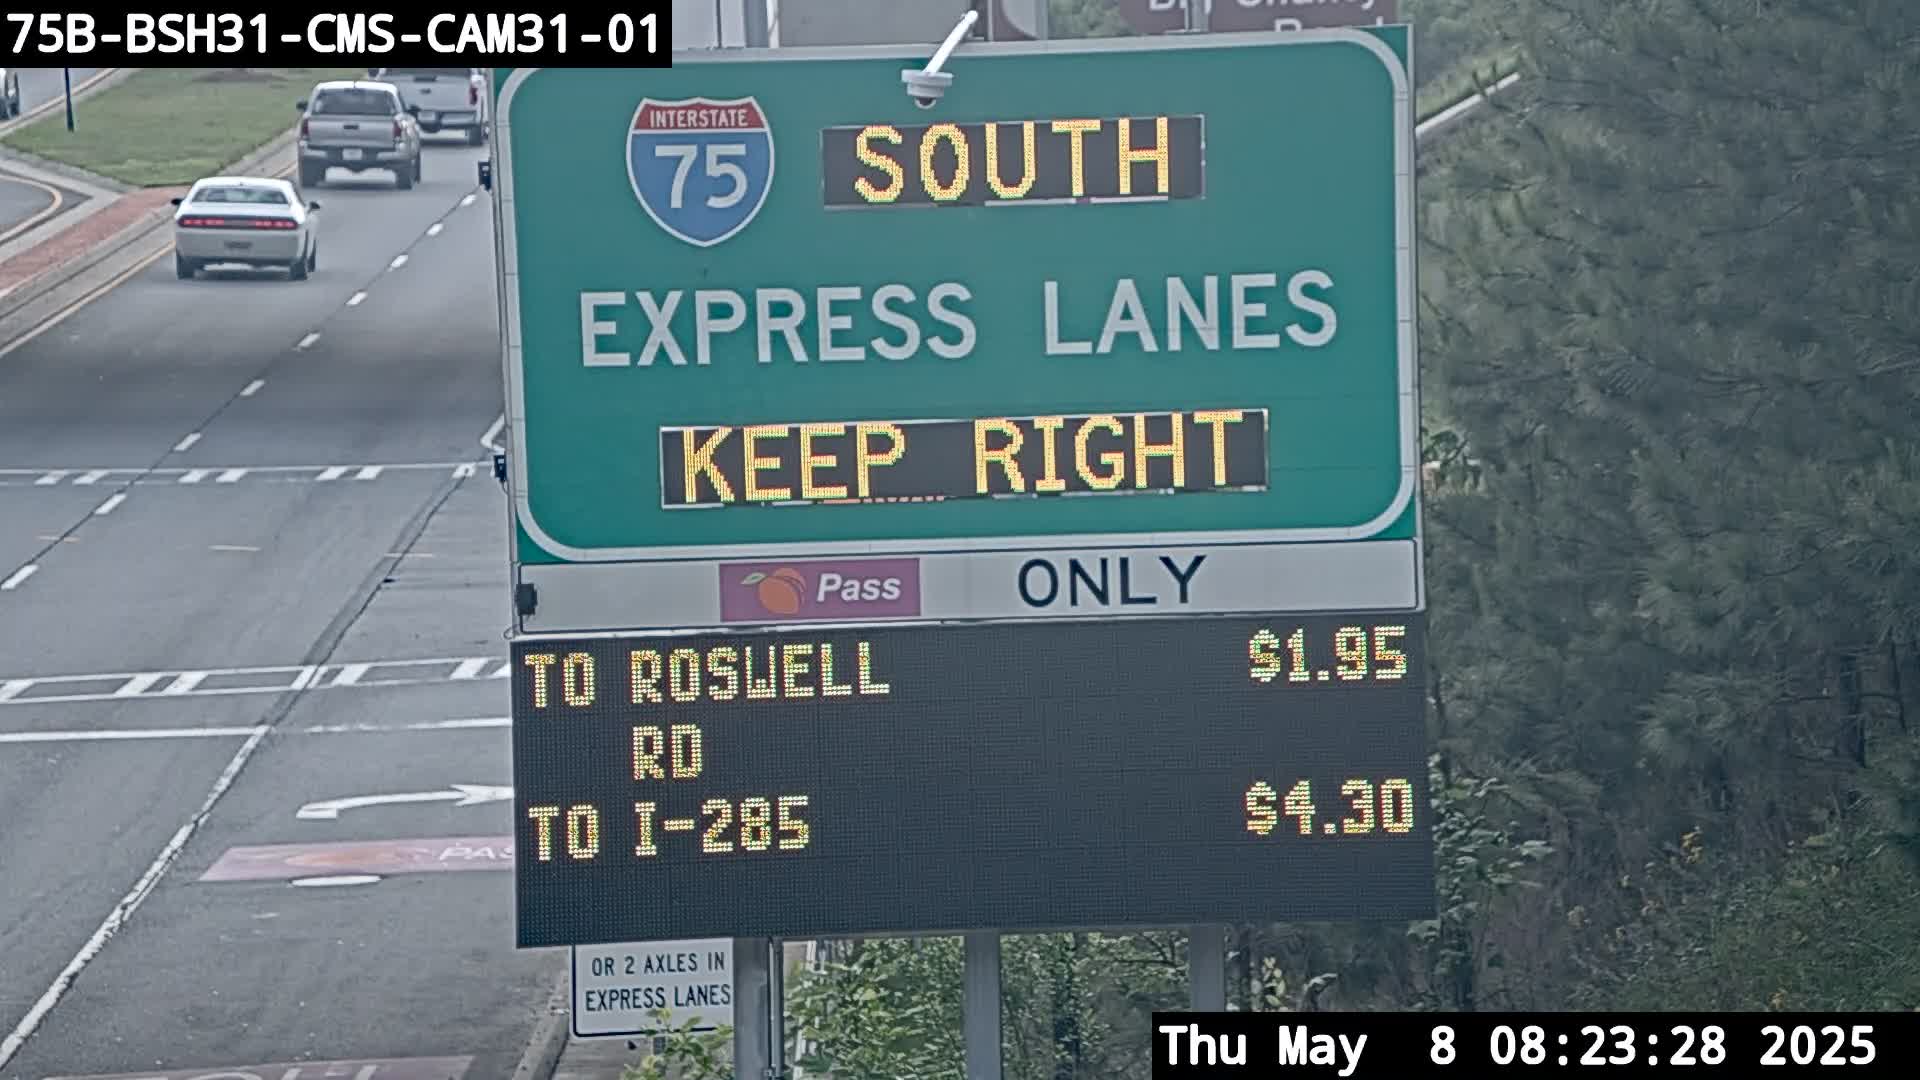 75B-BSH31-CMS-CAM31-01
INTERSTATE
75
SOUTH
EXPRESS LANES
KEEP RIGHT
Pass
ONLY
TO ROSWELL $1.95
RD
TO I-285 $4.30
OR 2 AXLES IN
EXPRESS LANES
Thu May 8 08:23:28 2025